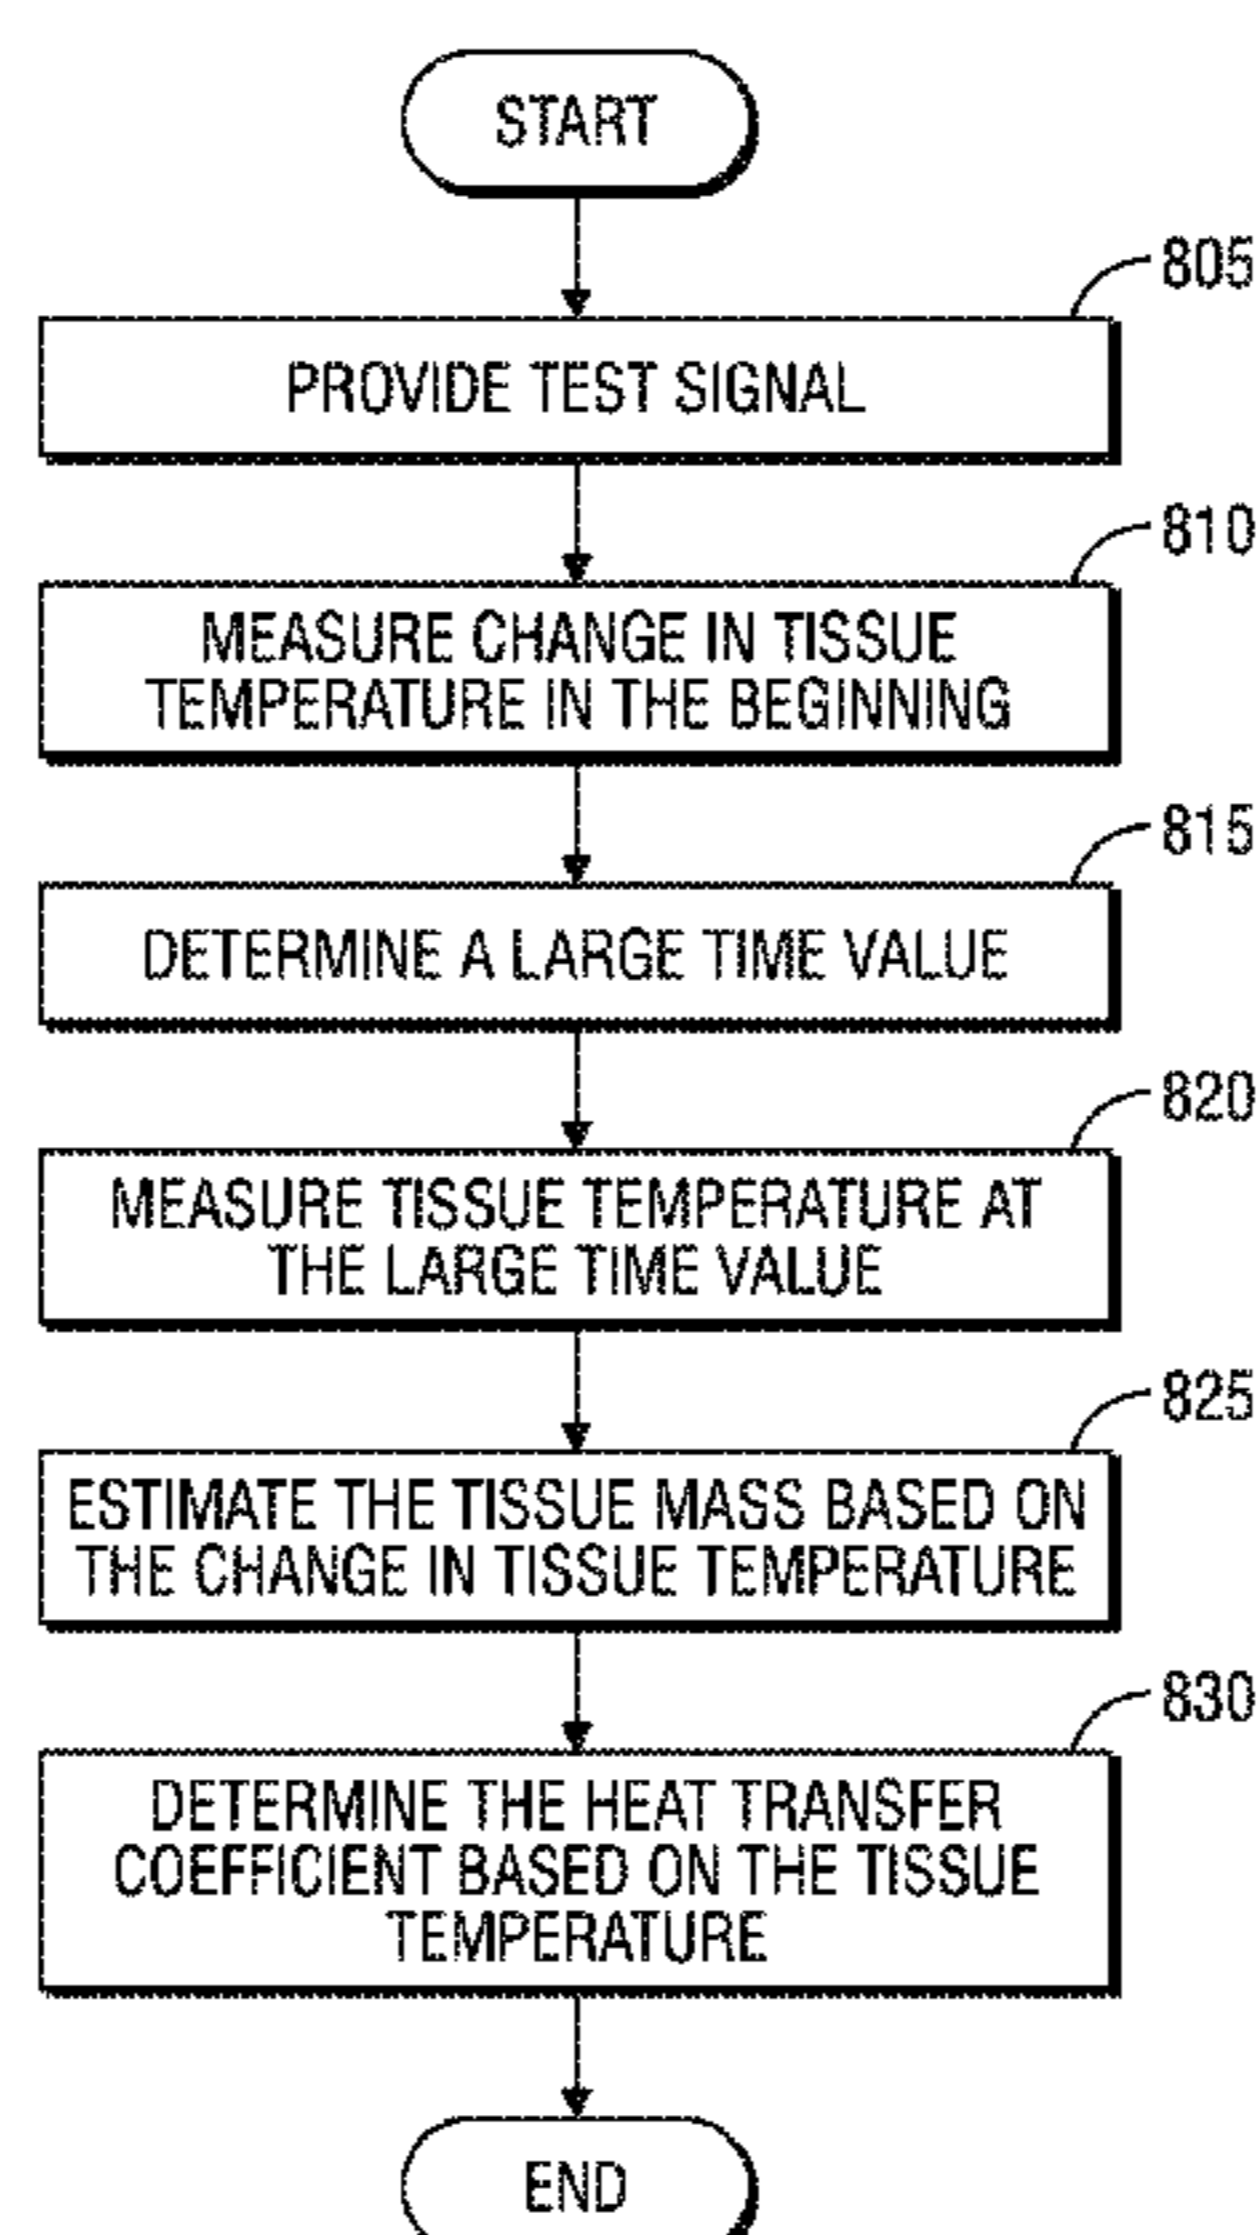 START
805
PROVIDE TEST SIGNAL
810
MEASURE CHANGE IN TISSUE
TEMPERATURE IN THE BEGINNING
815
DETERMINE A LARGE TIME VALUE
820
MEASURE TISSUE TEMPERATURE AT
THE LARGE TIME VALUE
825
ESTIMATE THE TISSUE MASS BASED ON
THE CHANGE IN TISSUE TEMPERATURE
830
DETERMINE THE HEAT TRANSFER
COEFFICIENT BASED ON THE TISSUE
TEMPERATURE
END